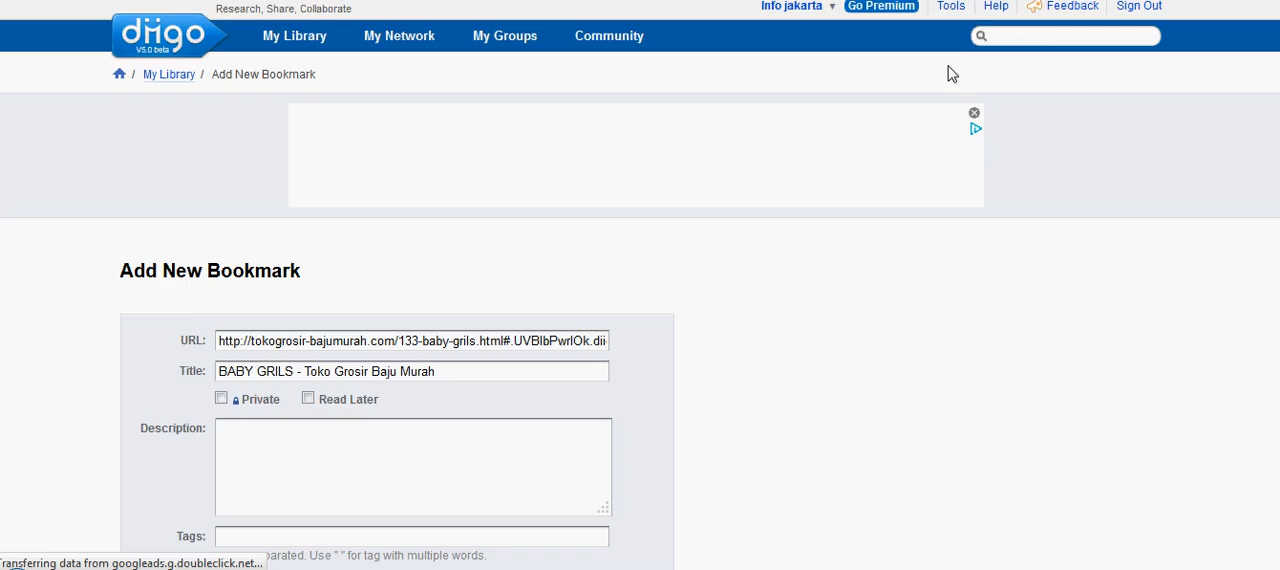 Research, Share, Collaborate
Info jakarta ▼ Go Premium Tools Help Feedback Sign Out
diigo
V5.0 beta
My Library My Network My Groups Community
/ My Library / Add New Bookmark
Add New Bookmark
URL: http://tokogrosir-bajumurah.com/133-baby-grils.html#.UVBIbPwrlOk.dii
Title: BABY GRILS - Toko Grosir Baju Murah
Private Read Later
Description:
Tags:
parated. Use " " for tag with multiple words.
Transferring data from googleads.g.doubleclick.net...